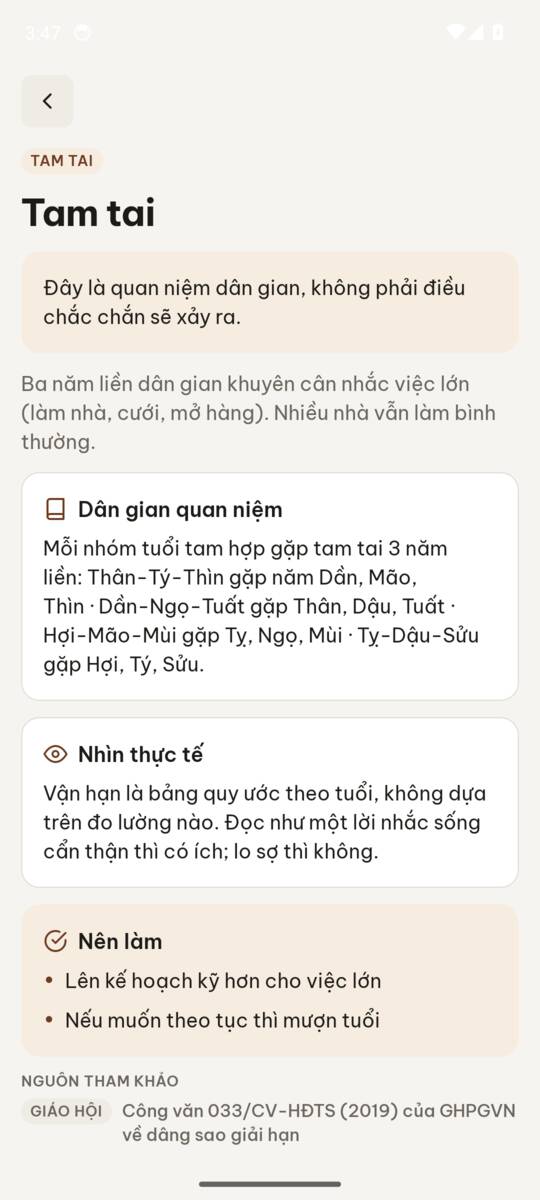 3:47
TAM TAI
Tam tai
Đây là quan niệm dân gian, không phải điều
chắc chắn sẽ xảy ra.
Ba năm liền dân gian khuyên cân nhắc việc lớn
(làm nhà, cưới, mở hàng). Nhiều nhà vẫn làm bình
thường.
Dân gian quan niệm
Mỗi nhóm tuổi tam hợp gặp tam tai 3 năm
liền: Thân-Tý-Thìn gặp năm Dần, Mão,
Thìn · Dần-Ngọ-Tuất gặp Thân, Dậu, Tuất ·
Hợi-Mão-Mùi gặp Tỵ, Ngọ, Mùi · Tỵ-Dậu-Sửu
gặp Hợi, Tý, Sửu.
Nhìn thực tế
Vận hạn là bảng quy ước theo tuổi, không dựa
trên đo lường nào. Đọc như một lời nhắc sống
cẩn thận thì có ích; lo sợ thì không.
Nên làm
• Lên kế hoạch kỹ hơn cho việc lớn
• Nếu muốn theo tục thì mượn tuổi
NGUỒN THAM KHẢO
GIÁO HỘI Công văn 033/CV-HĐTS (2019) của GHPGVN
về dâng sao giải hạn